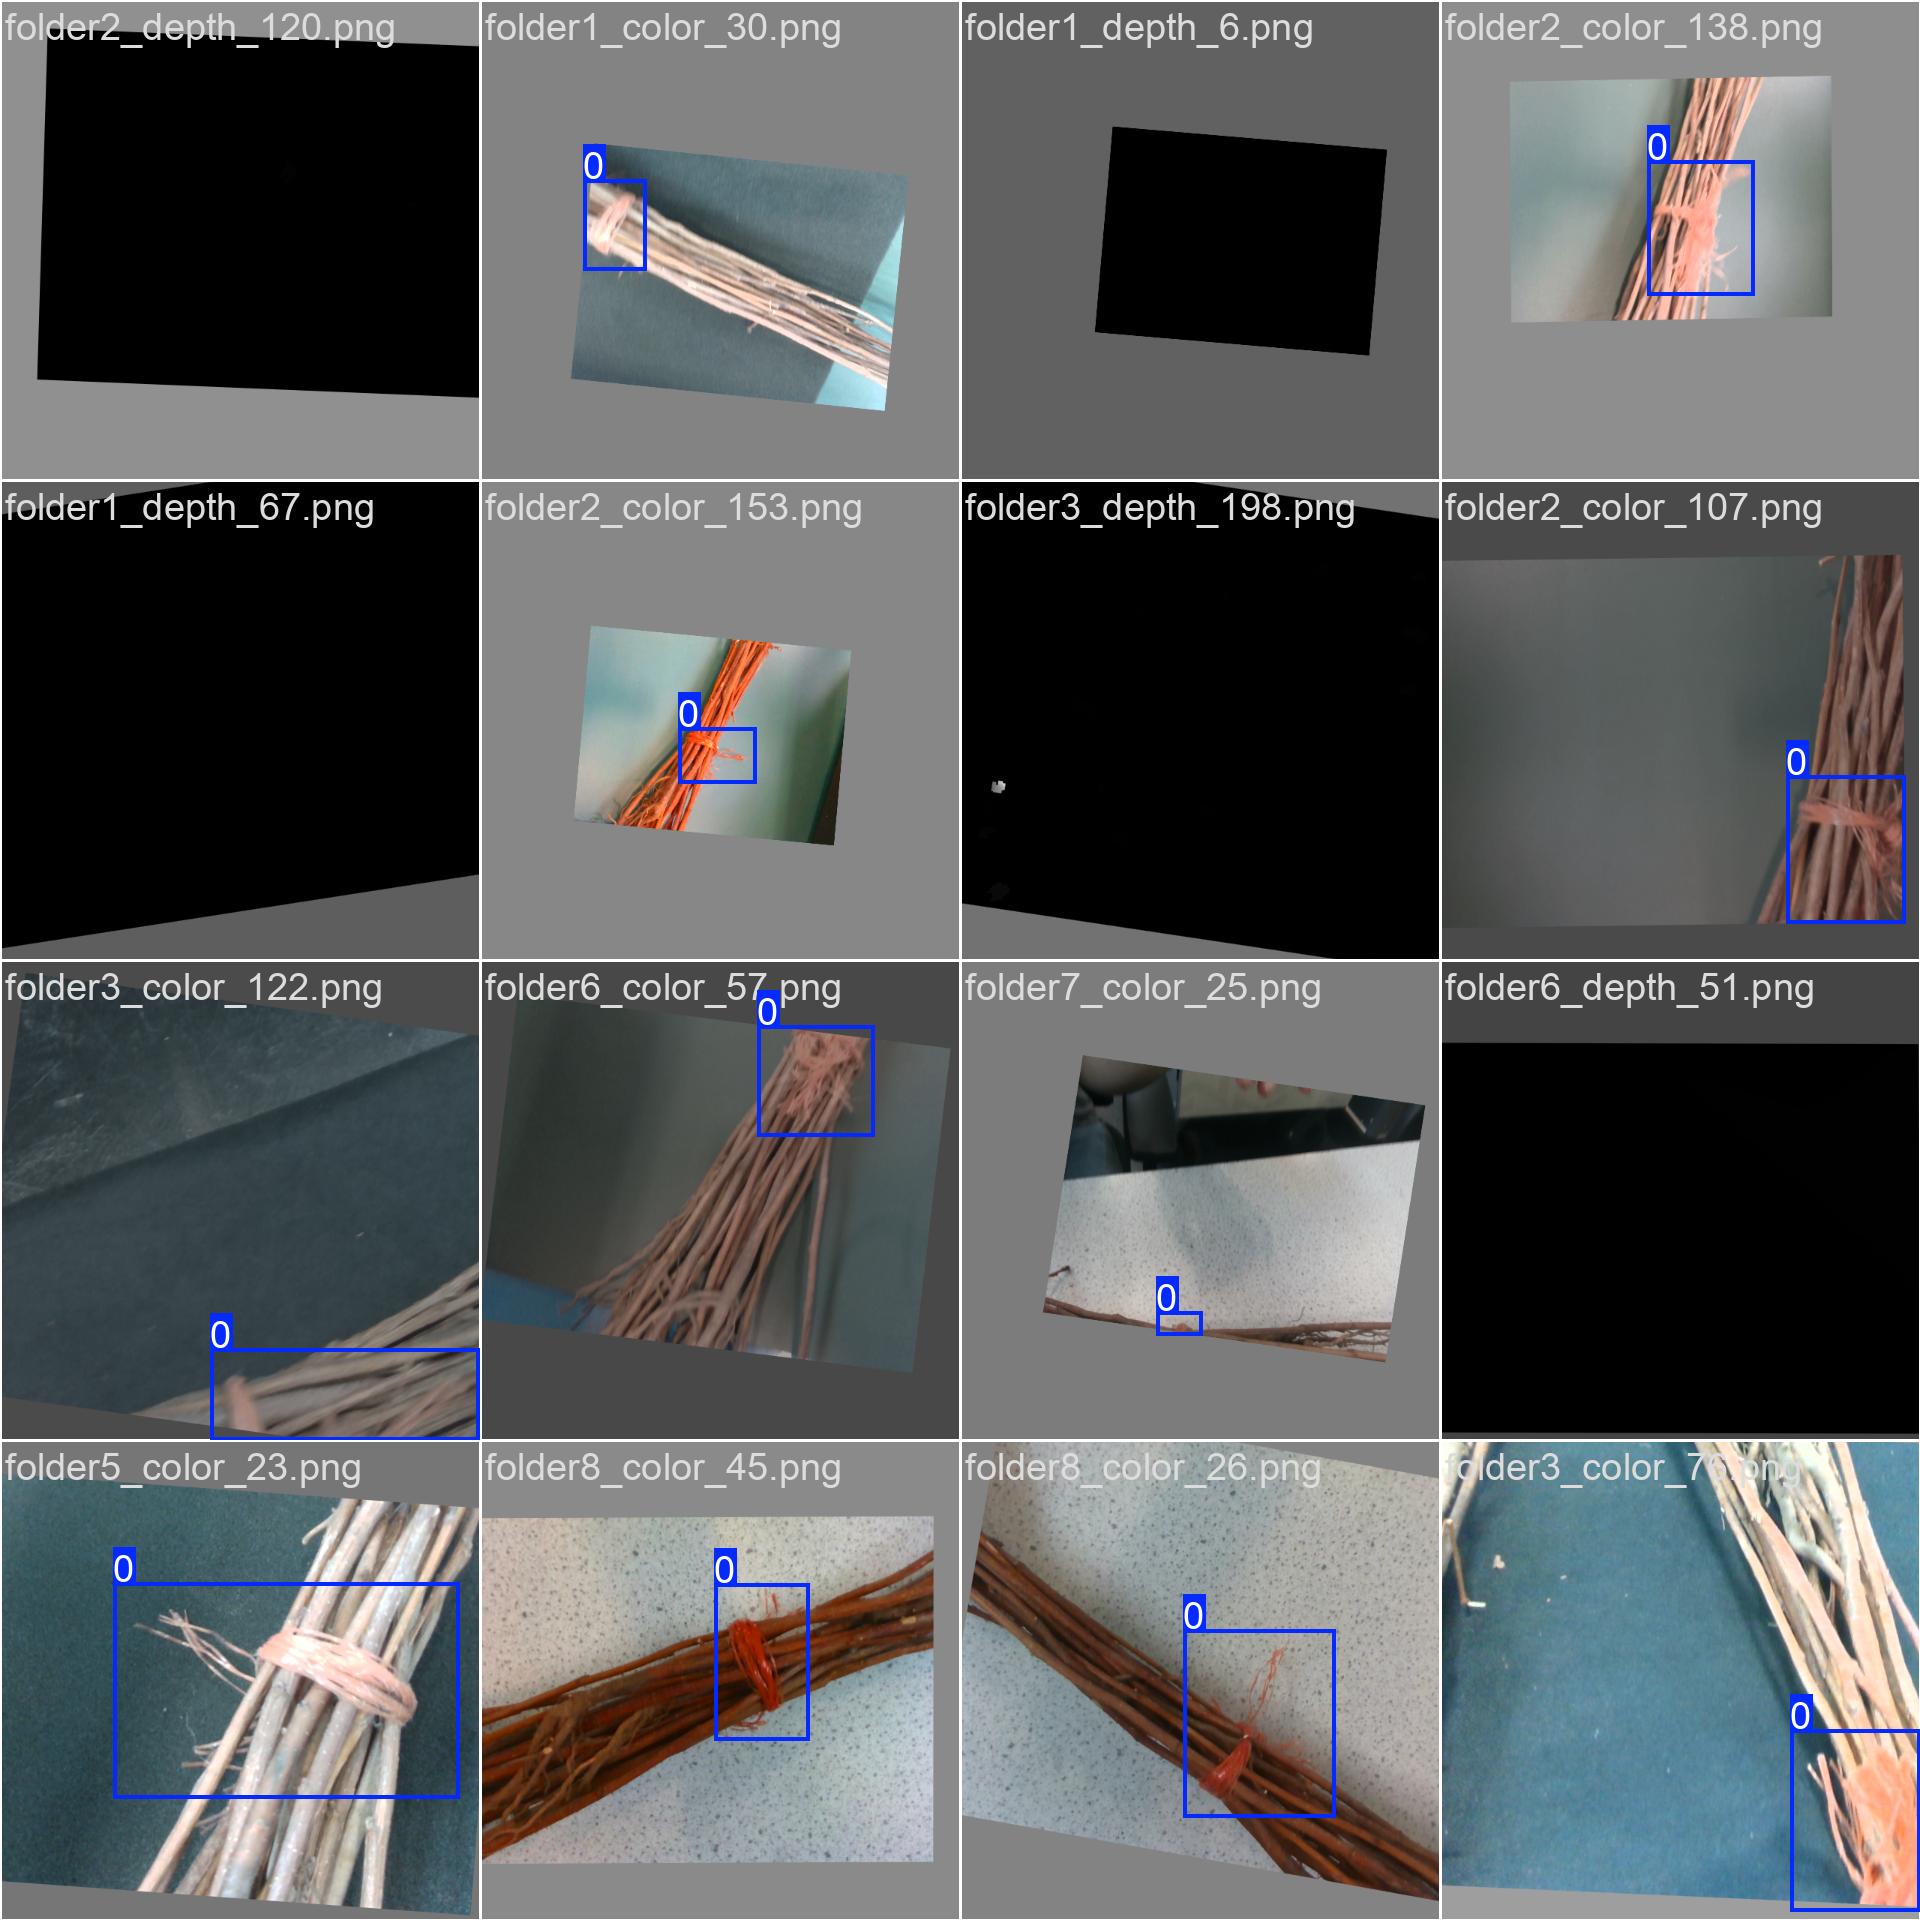 folder2_depth_120.png
folder1_color_30.png
folder1_depth_6.png
folder2_color_138.png
0
0
folder1_depth_67.png
folder2_color_153.png
folder3_depth_198.png
folder2_color_107.png
0
0
folder3_color_122.png
folder6_color_57.png
folder7_color_25.png
folder6_depth_51.png
0
0
0
folder5_color_23.png
folder8_color_45.png
folder8_color_26.png
folder3_color_76.png
0
0
0
0